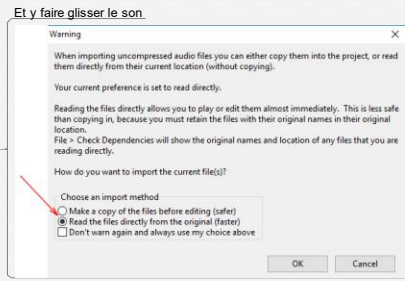 Et y faire glisser le son
Warning
When importing uncompressed audio files you can either copy them into the project, or read
them directly from their current location (without copying).
Your current preference is set to read directly.
Reading the files directly allows you to play or edit them almost immediately. This is less safe
than copying in, because you must retain the files with their original names in their original
location.
File > Check Dependencies will show the original names and location of any files that you are
reading directly.
How do you want to import the current file(s)?
Choose an import method
Make a copy of the files before editing (safer)
Read the files directly from the original (faster)
Don't warn again and always use my choice above
OK Cancel